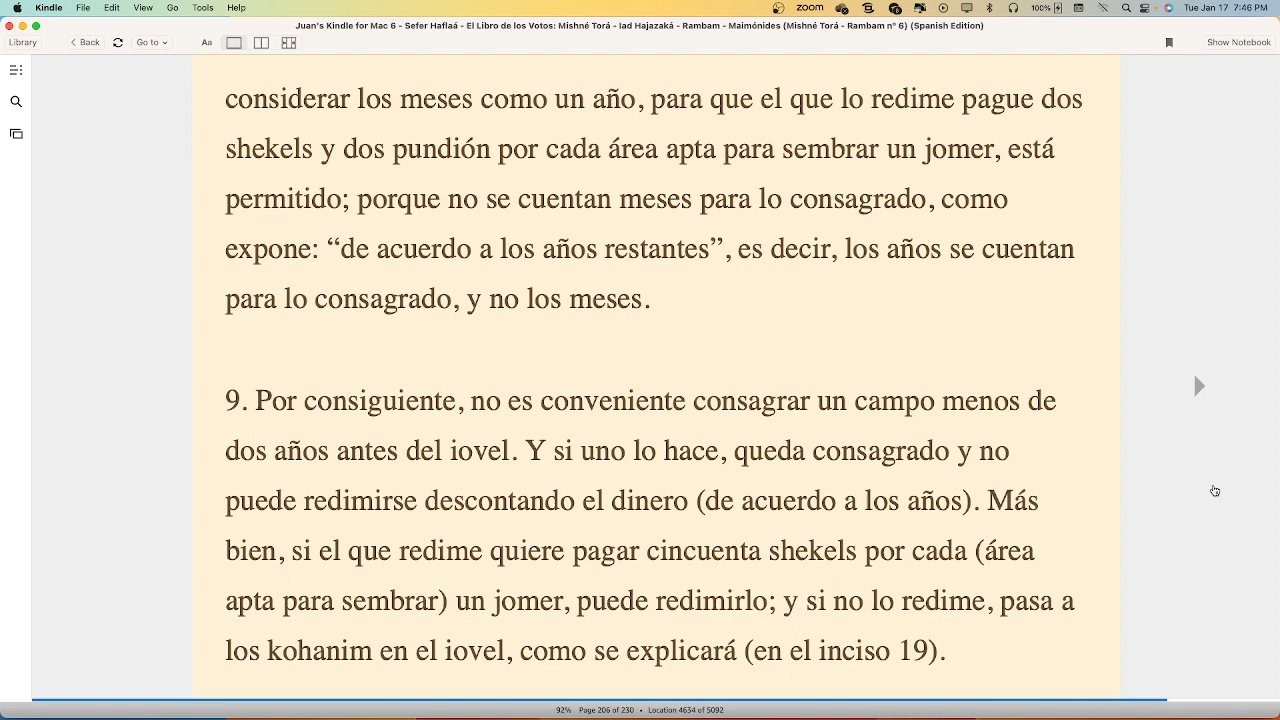 Kindle File Edit View Go Tools Help zoom 100% Tue Jan 17 7:46 PM
Juan's Kindle for Mac 6 - Sefer Haflaá - El Libro de los Votos: Mishné Torá - Iad Hajazaká - Rambam - Maimónides (Mishné Torá - Rambam nº 6) (Spanish Edition)
Library Back Go to Aa Show Notebook
considerar los meses como un año, para que el que lo redime pague dos
shekels y dos pundión por cada área apta para sembrar un jomer, está
permitido; porque no se cuentan meses para lo consagrado, como
expone: “de acuerdo a los años restantes”, es decir, los años se cuentan
para lo consagrado, y no los meses.
9. Por consiguiente, no es conveniente consagrar un campo menos de
dos años antes del iovel. Y si uno lo hace, queda consagrado y no
puede redimirse descontando el dinero (de acuerdo a los años). Más
bien, si el que redime quiere pagar cincuenta shekels por cada (área
apta para sembrar) un jomer, puede redimirlo; y si no lo redime, pasa a
los kohanim en el iovel, como se explicará (en el inciso 19).
92% Page 206 of 230 • Location 4634 of 5092